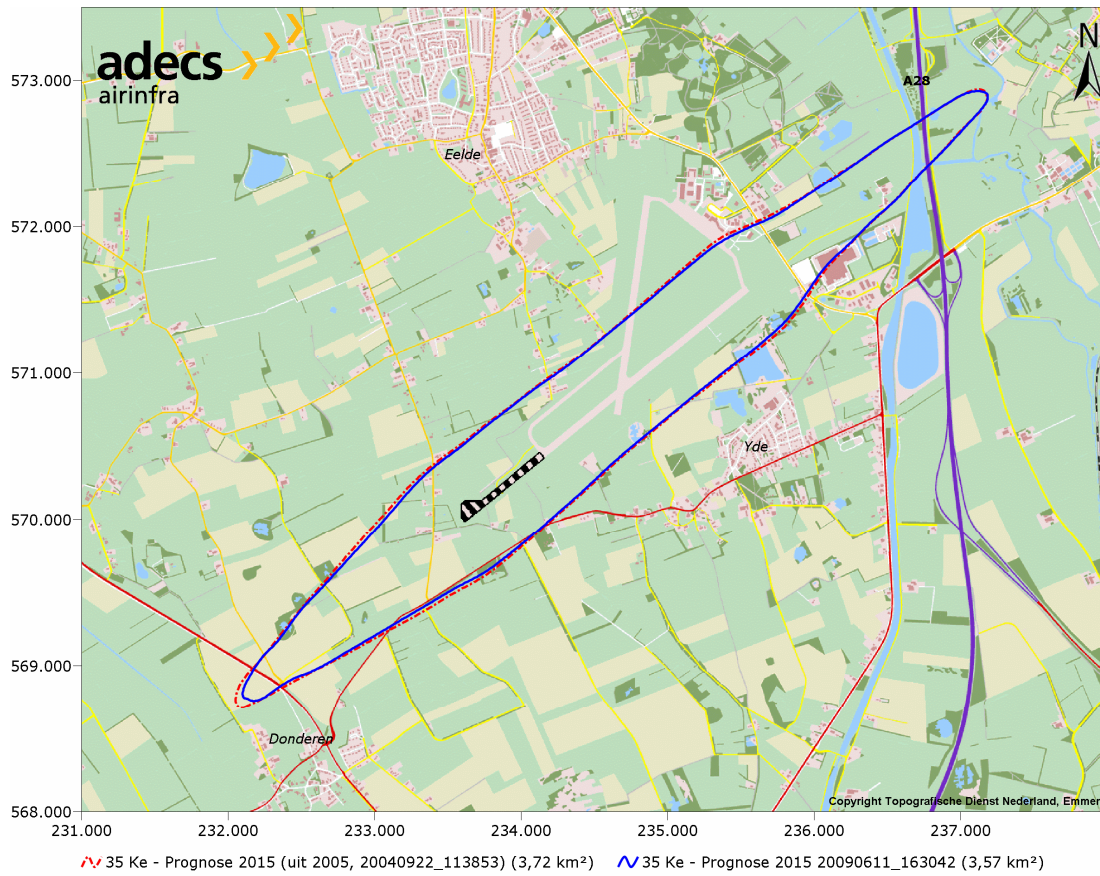 adecs
airinfra
N
A28
573.000
Eelde
572.000
571.000
Yde
570.000
569.000
Donderen
568.000
Copyright Topografische Dienst Nederland, Emmen
231.000 232.000 233.000 234.000 235.000 236.000 237.000
35 Ke - Prognose 2015 (uit 2005, 20040922_113853) (3,72 km²) 35 Ke - Prognose 2015 20090611_163042 (3,57 km²)